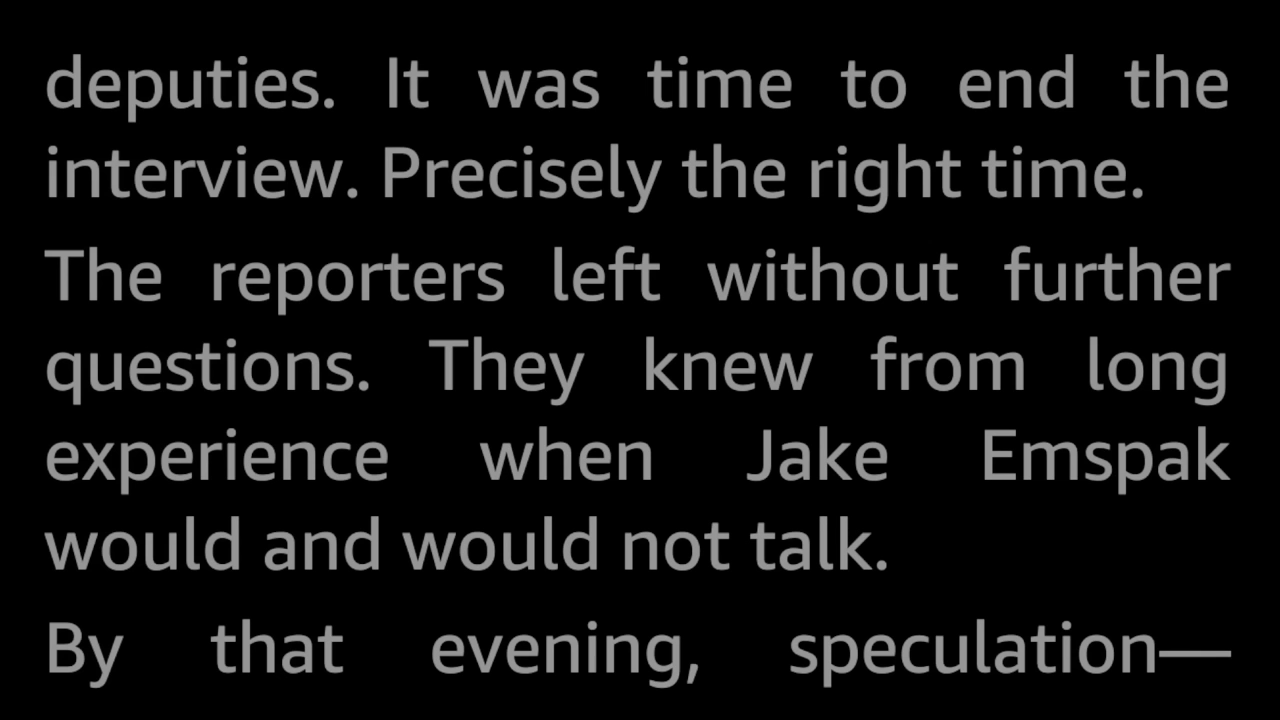 deputies. It was time to end the
interview. Precisely the right time.
The reporters left without further
questions. They knew from long
experience when Jake Emspak
would and would not talk.
By that evening, speculation—